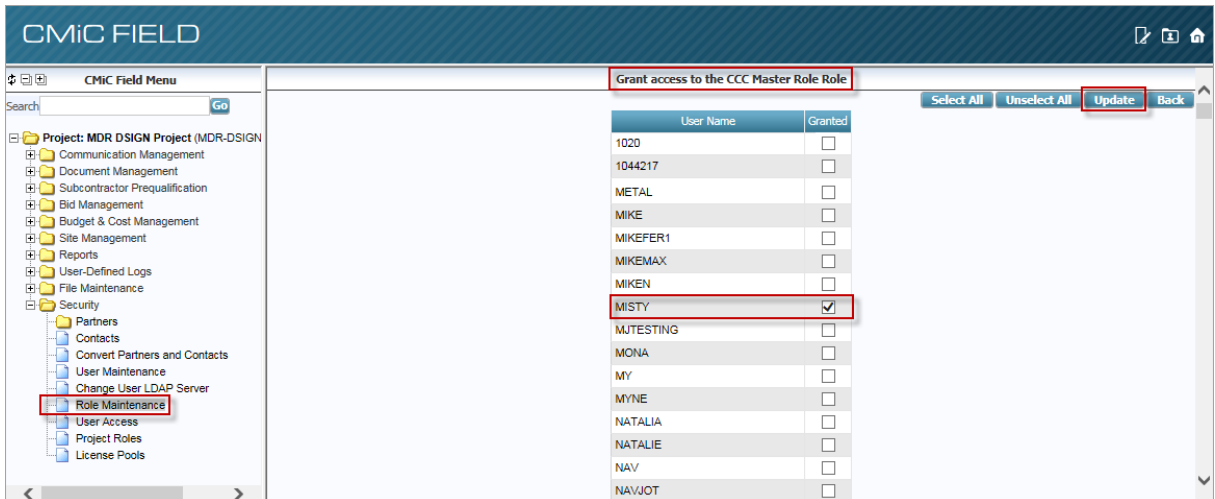 CMiC FIELD
CMiC Field Menu
Search Go
Project: MDR DSIGN Project (MDR-DSIGN
Communication Management
Document Management
Subcontractor Prequalification
Bid Management
Budget & Cost Management
Site Management
Reports
User-Defined Logs
File Maintenance
Security
Partners
Contacts
Convert Partners and Contacts
User Maintenance
Change User LDAP Server
Role Maintenance
User Access
Project Roles
License Pools
Grant access to the CCC Master Role Role
Select All Unselect All Update Back
User Name Granted
1020
1044217
METAL
MIKE
MIKEFER1
MIKEMAX
MIKEN
MISTY
MJTESTING
MONA
MY
MYNE
NATALIA
NATALIE
NAV
NAVJOT